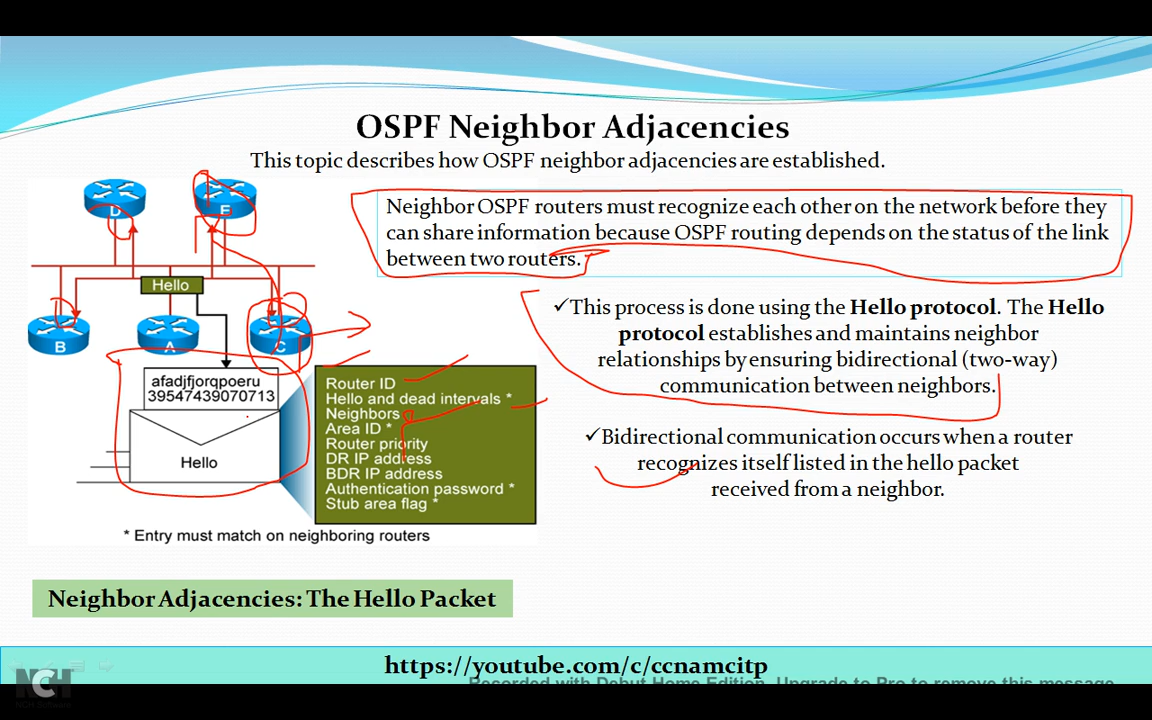 OSPF Neighbor Adjacencies
This topic describes how OSPF neighbor adjacencies are established.
D
E
Hello
B
A
C
afadjfjorqpoeru
39547439070713
Hello
Router ID
Hello and dead intervals *
Neighbors
Area ID *
Router priority
DR IP address
BDR IP address
Authentication password *
Stub area flag *
* Entry must match on neighboring routers
Neighbor OSPF routers must recognize each other on the network before they
can share information because OSPF routing depends on the status of the link
between two routers.
✓This process is done using the Hello protocol. The Hello
protocol establishes and maintains neighbor
relationships by ensuring bidirectional (two-way)
communication between neighbors.
✓Bidirectional communication occurs when a router
recognizes itself listed in the hello packet
received from a neighbor.
Neighbor Adjacencies: The Hello Packet
https://youtube.com/c/ccnamcitp
NCH
NCH Software
Recorded with Debut Home Edition. Upgrade to Pro to remove this message